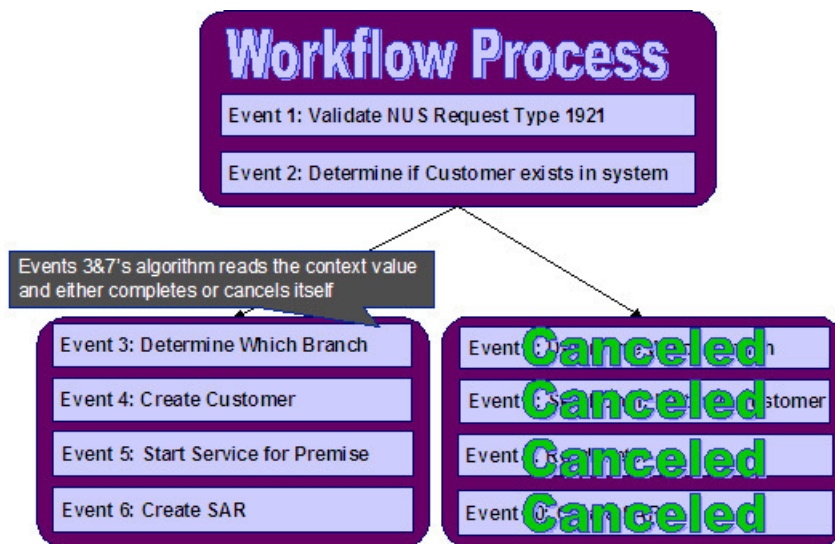 Workflow Process
Event 1: Validate NUS Request Type 1921
Event 2: Determine if Customer exists in system
Events 3&7's algorithm reads the context value
and either completes or cancels itself
Event 3: Determine Which Branch
Event 4: Create Customer
Event 5: Start Service for Premise
Event 6: Create SAR
Event
Canceled
Event
Canceled
Event
Canceled
Event
Canceled